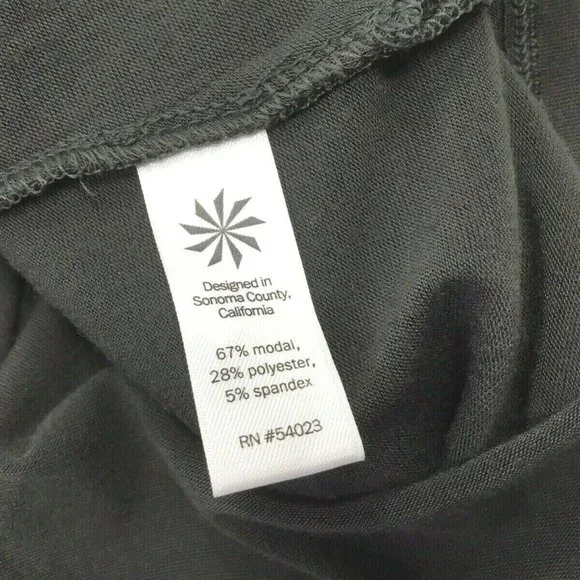 Designed in
Sonoma County,
California
67% modal,
28% polyester,
5% spandex
RN #54023